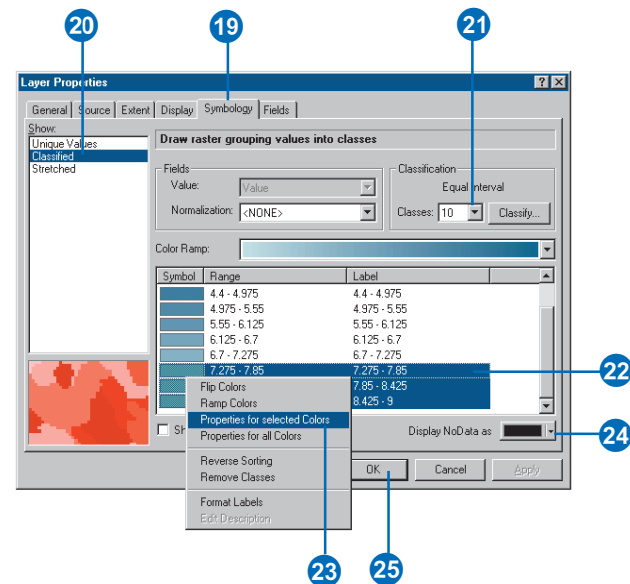 20 19 21
Layer Properties
General Source Extent Display Symbology Fields
Show:
Unique Values
Classified
Stretched
Draw raster grouping values into classes
Fields
Value: Value
Normalization: <NONE>
Classification
Equal Interval
Classes: 10 Classify...
Color Ramp:
Symbol Range Label
4.4 - 4.975 4.4 - 4.975
4.975 - 5.55 4.975 - 5.55
5.55 - 6.125 5.55 - 6.125
6.125 - 6.7 6.125 - 6.7
6.7 - 7.275 6.7 - 7.275
7.275 - 7.85 7.275 - 7.85
7.85 - 8.425
8.425 - 9
22
Flip Colors
Ramp Colors
Properties for selected Colors
Properties for all Colors
Reverse Sorting
Remove Classes
Format Labels
Edit Description
Display NoData as
24
OK Cancel Apply
23 25